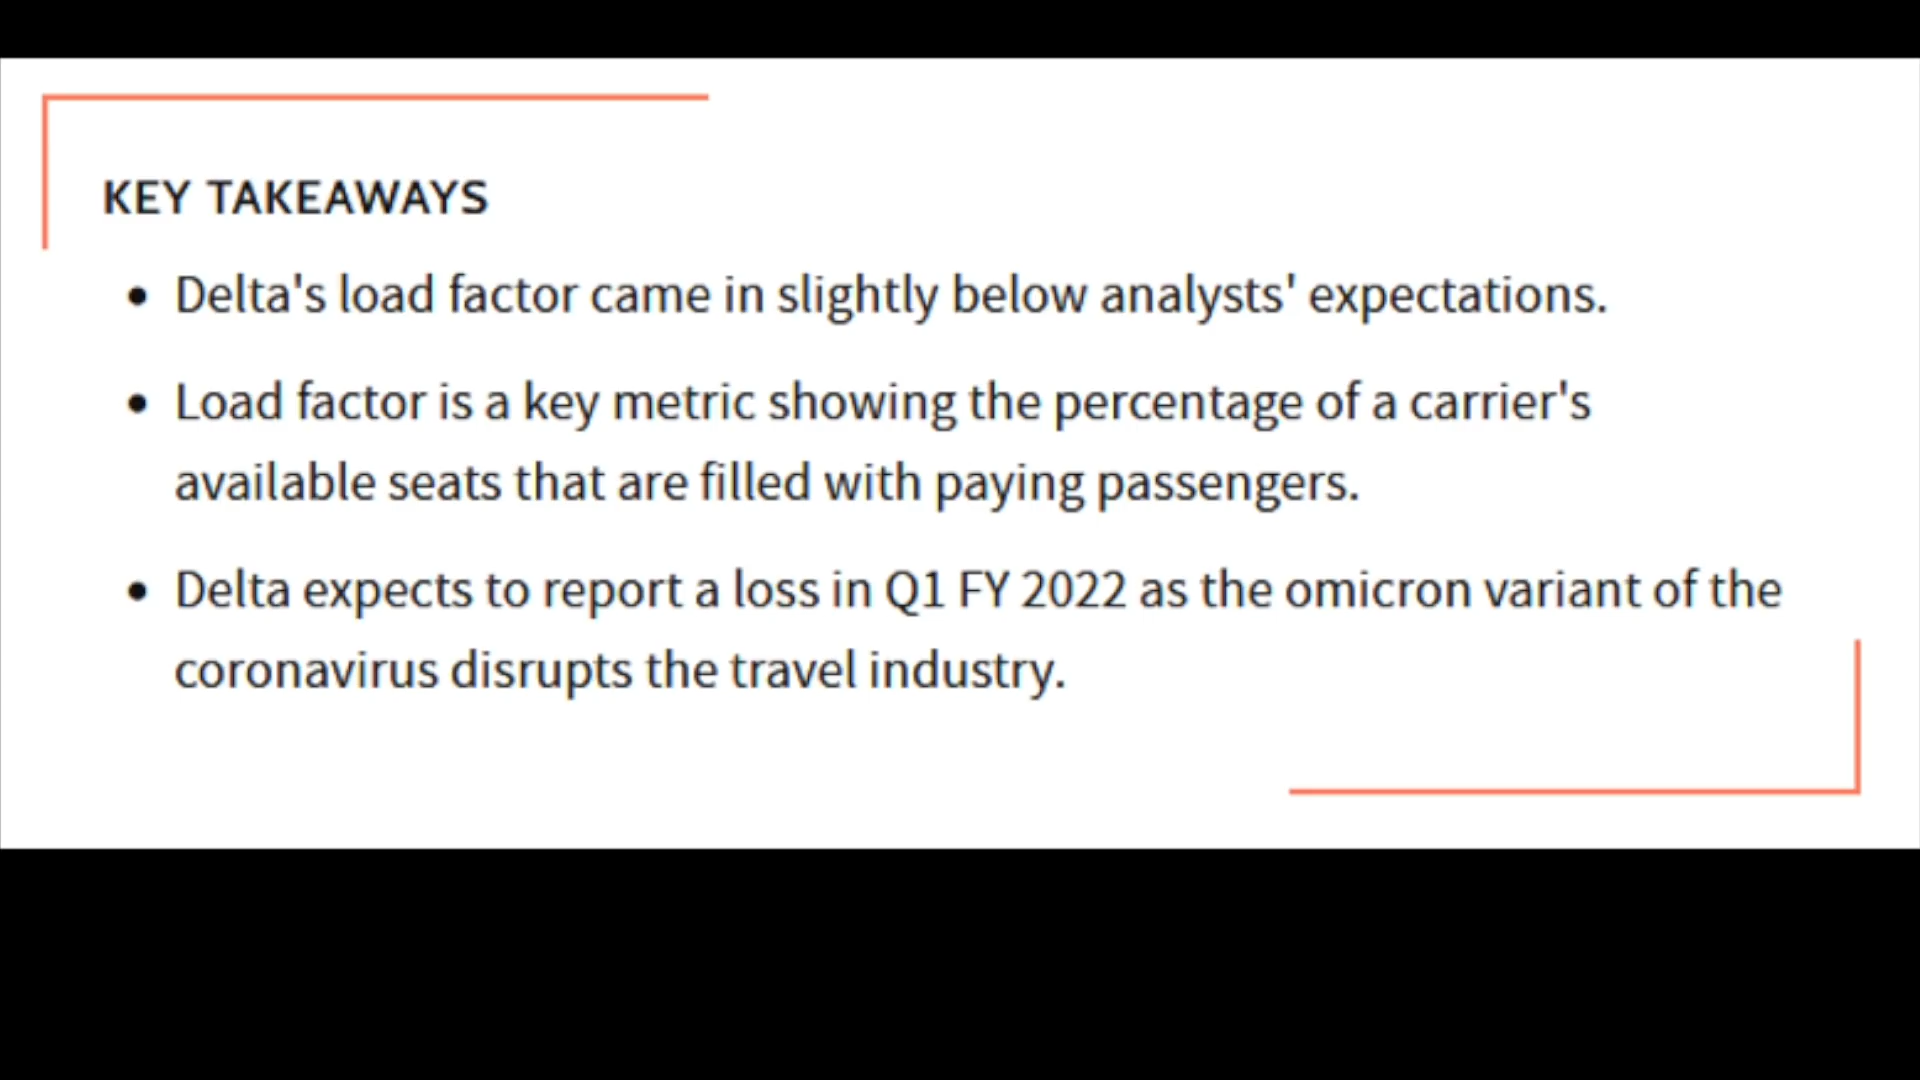 KEY TAKEAWAYS
• Delta's load factor came in slightly below analysts' expectations.
• Load factor is a key metric showing the percentage of a carrier's
available seats that are filled with paying passengers.
• Delta expects to report a loss in Q1 FY 2022 as the omicron variant of the
coronavirus disrupts the travel industry.